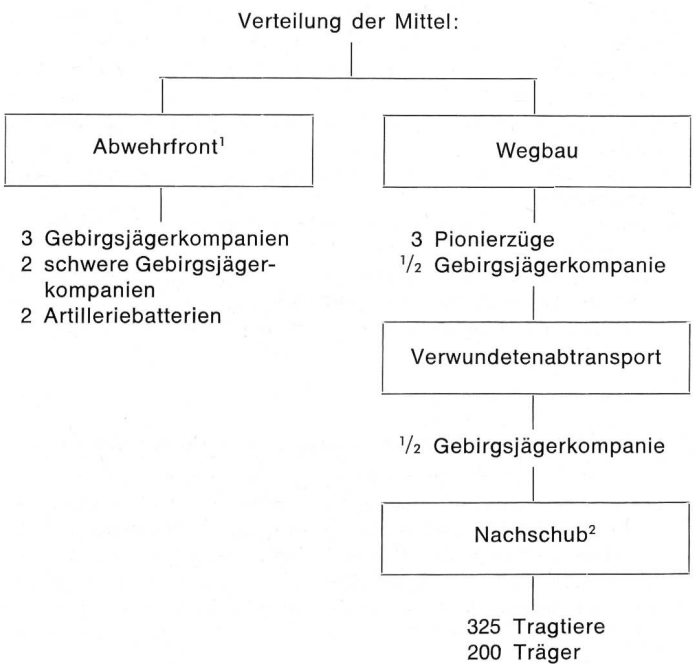 Verteilung der Mittel:
Abwehrfront¹
3 Gebirgsjägerkompanien
2 schwere Gebirgsjäger-
kompanien
2 Artilleriebatterien
Wegbau
3 Pionierzüge
¹/₂ Gebirgsjägerkompanie
Verwundetenabtransport
¹/₂ Gebirgsjägerkompanie
Nachschub²
325 Tragtiere
200 Träger